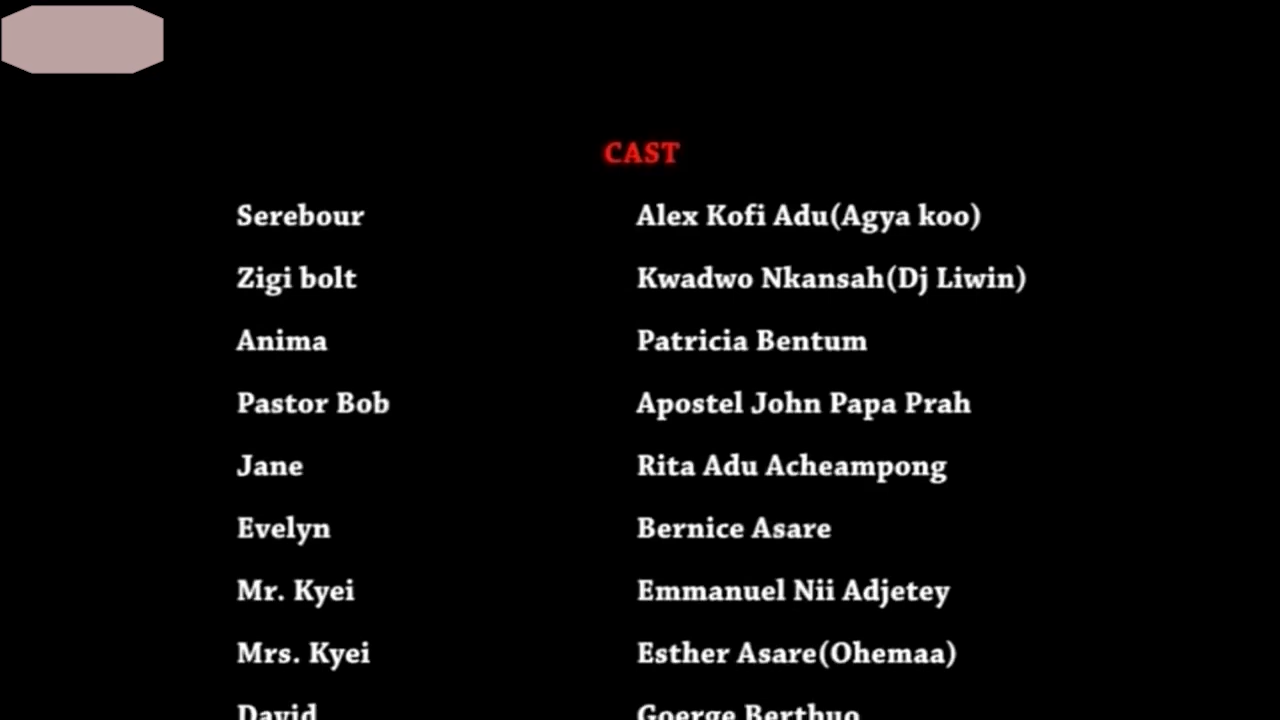 CAST
Serebour Alex Kofi Adu(Agya koo)
Zigi bolt Kwadwo Nkansah(Dj Liwin)
Anima Patricia Bentum
Pastor Bob Apostel John Papa Prah
Jane Rita Adu Acheampong
Evelyn Bernice Asare
Mr. Kyei Emmanuel Nii Adjetey
Mrs. Kyei Esther Asare(Ohemaa)
David Goerge Berthuo